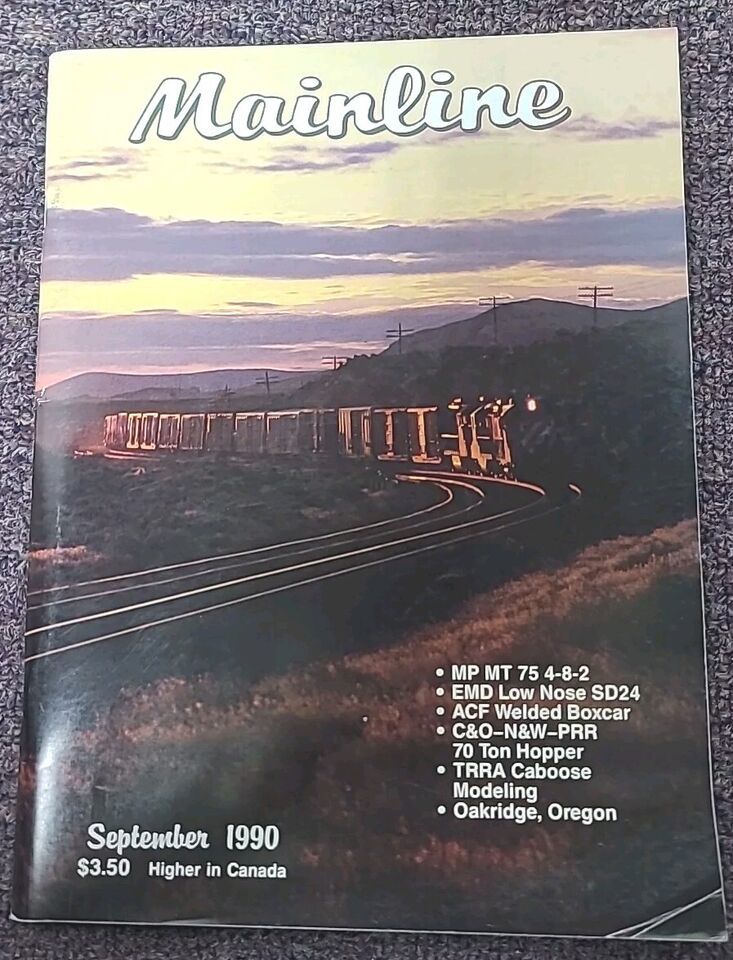 Mainline
• MP MT 75 4-8-2
• EMD Low Nose SD24
• ACF Welded Boxcar
• C&O–N&W–PRR
70 Ton Hopper
• TRRA Caboose
Modeling
• Oakridge, Oregon
September 1990
$3.50 Higher in Canada